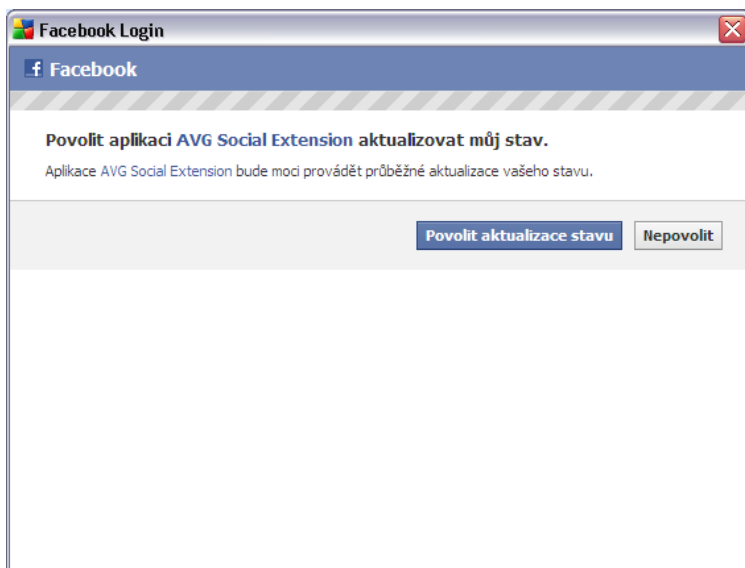 Facebook Login
Facebook
Povolit aplikaci AVG Social Extension aktualizovat můj stav.
Aplikace AVG Social Extension bude moci provádět průběžné aktualizace vašeho stavu.
Povolit aktualizace stavu Nepovolit